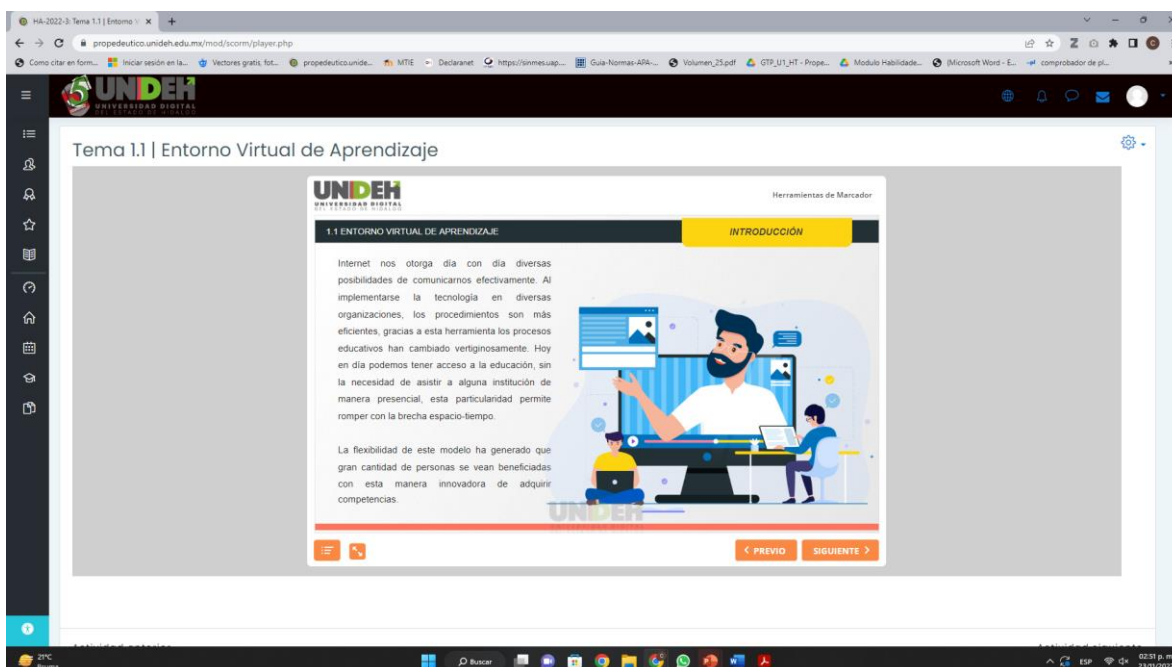 HA-2022-3: Tema 1.1 | Entorno V
propedeutico.unideh.edu.mx/mod/scorm/player.php
Como citar en form...
Iniciar sesión en la...
Vectores gratis, fot...
propedeutico.unide...
MTIE
Declaranet
https://sinmes.uap....
Guia-Normas-APA-...
Volumen_25.pdf
GTP_U1_HT - Prope...
Modulo Habilidade...
(Microsoft Word - E...
comprobador de pl...
UNIDEH
UNIVERSIDAD DIGITAL
DEL ESTADO DE HIDALGO
Tema 1.1 | Entorno Virtual de Aprendizaje
UNIDEH
UNIVERSIDAD DIGITAL
DEL ESTADO DE HIDALGO
Herramientas de Marcador
1.1 ENTORNO VIRTUAL DE APRENDIZAJE
INTRODUCCIÓN
Internet nos otorga día con día diversas
posibilidades de comunicarnos efectivamente. Al
implementarse la tecnología en diversas
organizaciones, los procedimientos son más
eficientes, gracias a esta herramienta los procesos
educativos han cambiado vertiginosamente. Hoy
en día podemos tener acceso a la educación, sin
la necesidad de asistir a alguna institución de
manera presencial, esta particularidad permite
romper con la brecha espacio-tiempo.
La flexibilidad de este modelo ha generado que
gran cantidad de personas se vean beneficiadas
con esta manera innovadora de adquirir
competencias.
UNIDEH
PREVIO
SIGUIENTE
Actividad anterior
Actividad siguiente
21°C
Buscar
ESP
02:51 p. m.